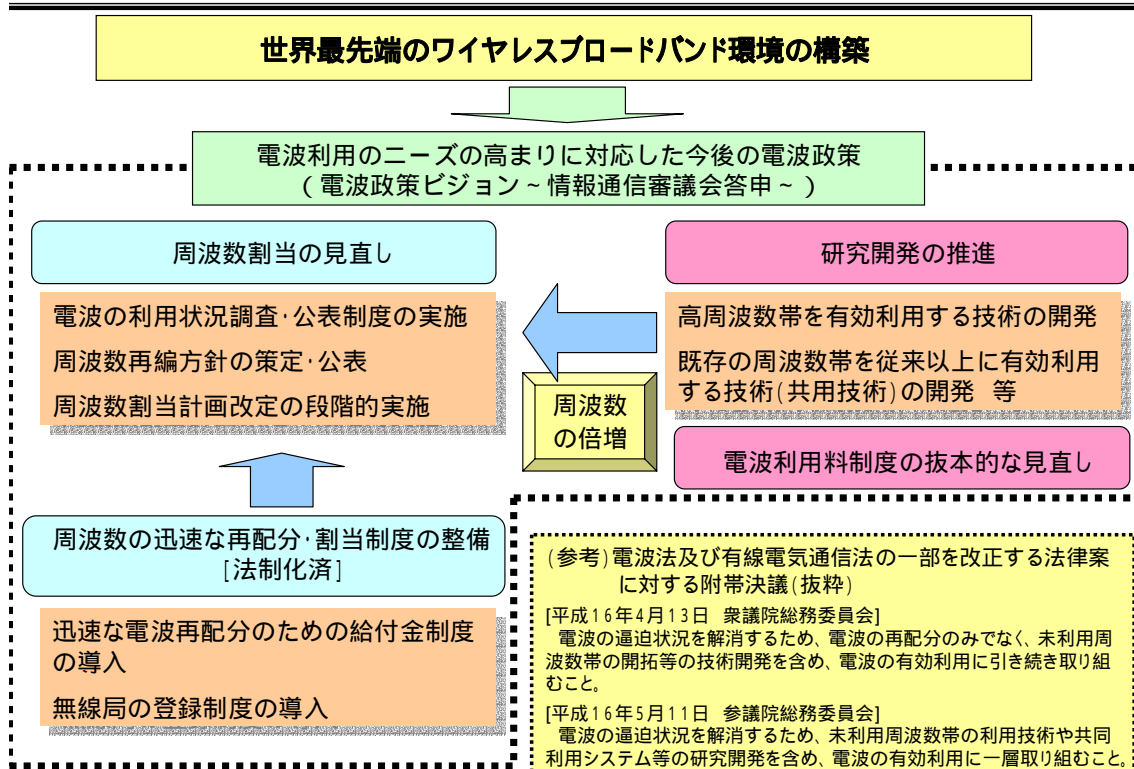 世界最先端のワイヤレスブロードバンド環境の構築
電波利用のニーズの高まりに対応した今後の電波政策
(電波政策ビジョン~情報通信審議会答申~)
周波数割当の見直し
電波の利用状況調査・公表制度の実施
周波数再編方針の策定・公表
周波数割当計画改定の段階的実施
研究開発の推進
高周波数帯を有効利用する技術の開発
既存の周波数帯を従来以上に有効利用
する技術(共用技術)の開発 等
周波数
の倍増
電波利用料制度の抜本的な見直し
周波数の迅速な再配分・割当制度の整備
[法制化済]
迅速な電波再配分のための給付金制度
の導入
無線局の登録制度の導入
(参考)電波法及び有線電気通信法の一部を改正する法律案
に対する附帯決議(抜粋)
[平成16年4月13日 衆議院総務委員会]
電波の逼迫状況を解消するため、電波の再配分のみでなく、未利用周
波数帯の開拓等の技術開発を含め、電波の有効利用に引き続き取り組
むこと。
[平成16年5月11日 参議院総務委員会]
電波の逼迫状況を解消するため、未利用周波数帯の利用技術や共同
利用システム等の研究開発を含め、電波の有効利用に一層取り組むこと。